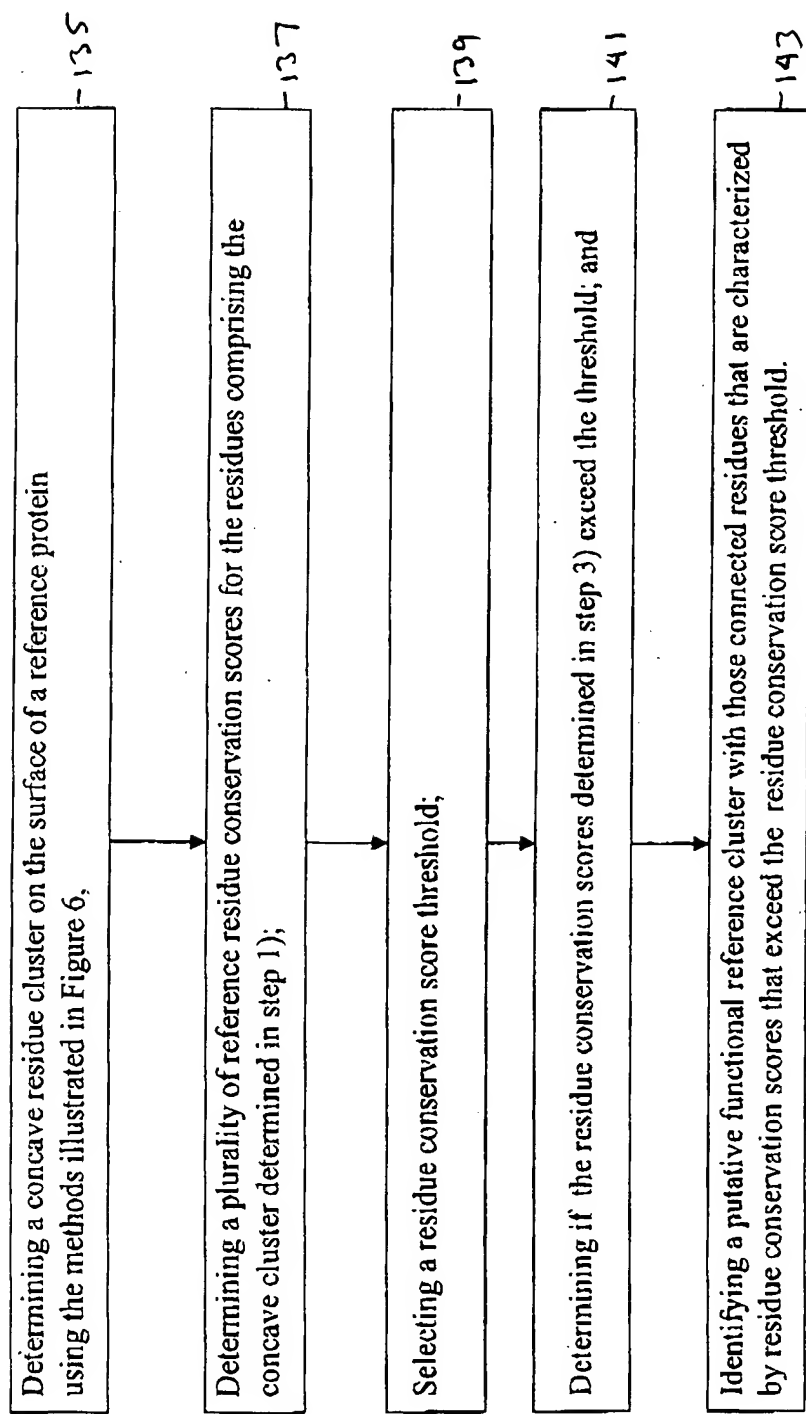 Determining a concave residue cluster on the surface of a reference protein
using the methods illustrated in Figure 6,
135
Determining a plurality of reference residue conservation scores for the residues comprising the
concave cluster determined in step 1);
137
Selecting a residue conservation score threshold;
139
Determining if the residue conservation scores determined in step 3) exceed the threshold; and
141
Identifying a putative functional reference cluster with those connected residues that are characterized
by residue conservation scores that exceed the residue conservation score threshold.
143